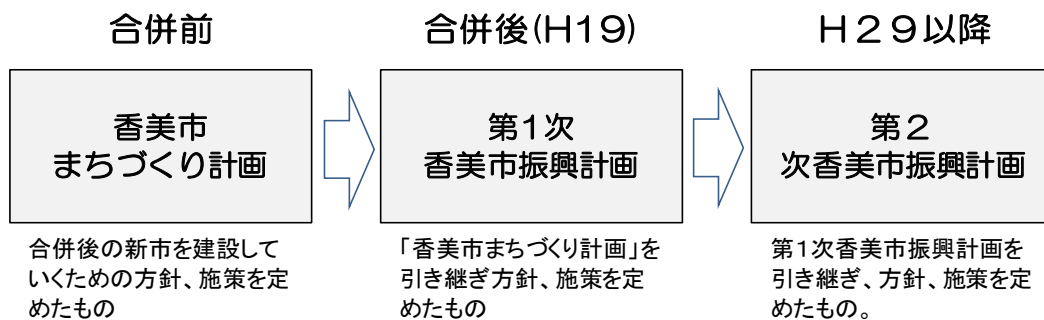 合併前
合併後(H19)
H29以降
香美市
まちづくり計画
第1次
香美市振興計画
第2
次香美市振興計画
合併後の新市を建設して
いくための方針、施策を定
めたもの
「香美市まちづくり計画」を
引き継ぎ方針、施策を定
めたもの
第1次香美市振興計画を
引き継ぎ、方針、施策を定
めたもの。